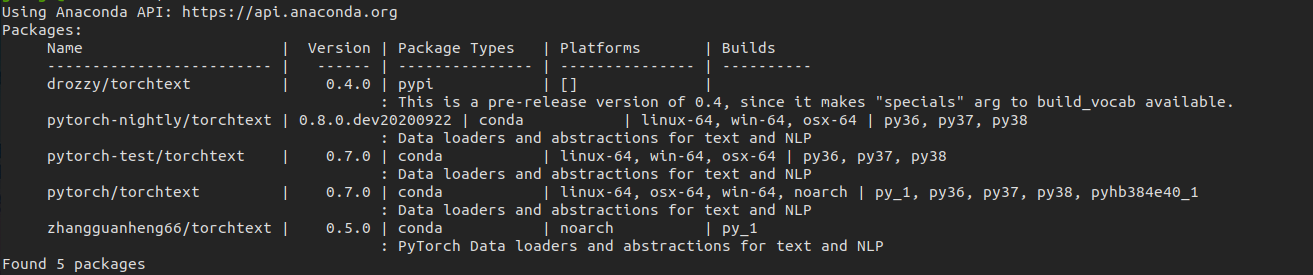 Using Anaconda API: https://api.anaconda.org
Packages:
     Name                      |  Version | Package Types   | Platforms       | Builds
     ------------------------- |   ------ | --------------- | --------------- | ----------
     drozzy/torchtext          |    0.4.0 | pypi            | []              |
                                          : This is a pre-release version of 0.4, since it makes "specials" arg to build_vocab available.
     pytorch-nightly/torchtext | 0.8.0.dev20200922 | conda           | linux-64, win-64, osx-64 | py36, py37, py38
                                          : Data loaders and abstractions for text and NLP
     pytorch-test/torchtext    |    0.7.0 | conda           | linux-64, win-64, osx-64 | py36, py37, py38
                                          : Data loaders and abstractions for text and NLP
     pytorch/torchtext         |    0.7.0 | conda           | linux-64, osx-64, win-64, noarch | py_1, py36, py37, py38, pyhb384e40_1
                                          : Data loaders and abstractions for text and NLP
     zhangguanheng66/torchtext |    0.5.0 | conda           | noarch          | py_1
                                          : PyTorch Data loaders and abstractions for text and NLP
Found 5 packages